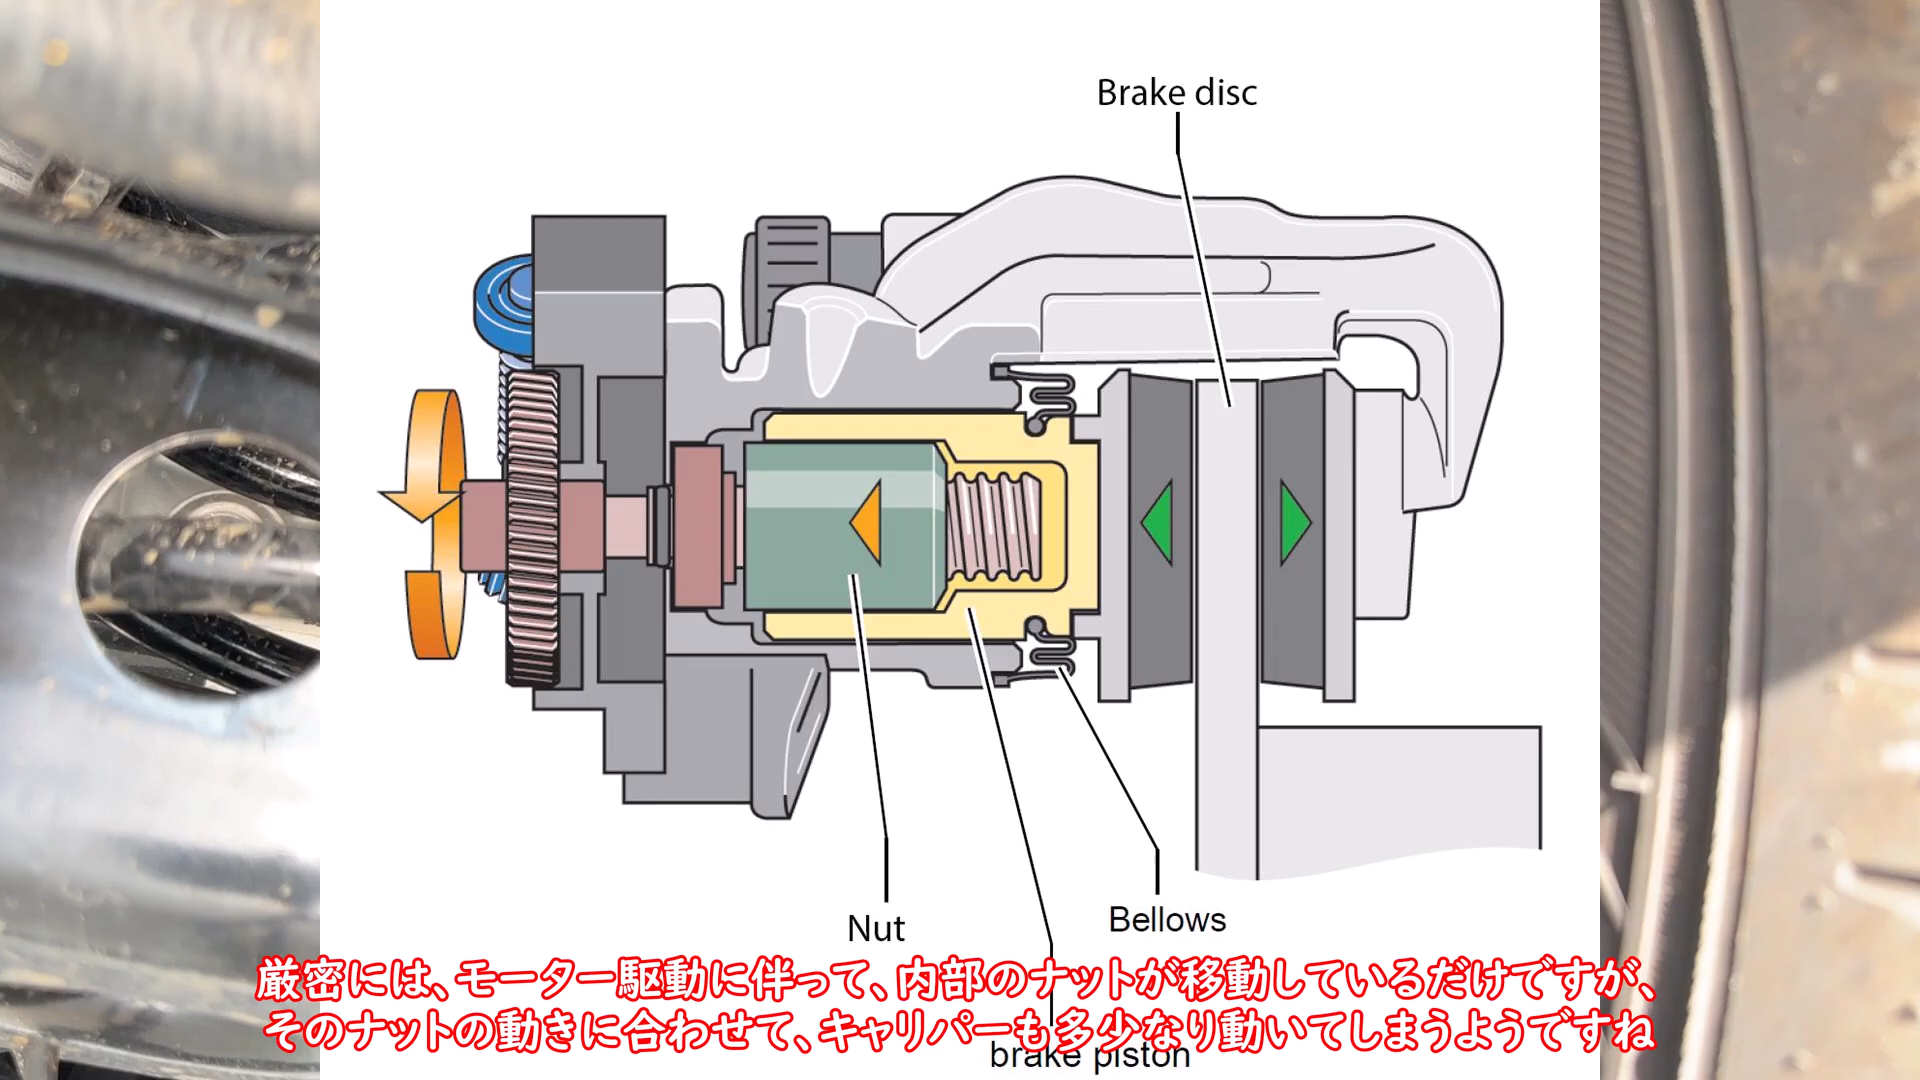 Brake disc
Nut
Bellows
厳密には、モーター駆動に伴って、内部のナットが移動しているだけですが、
そのナットの動きに合わせて、キャリパーも多少なり動いてしまうようですね
brake piston